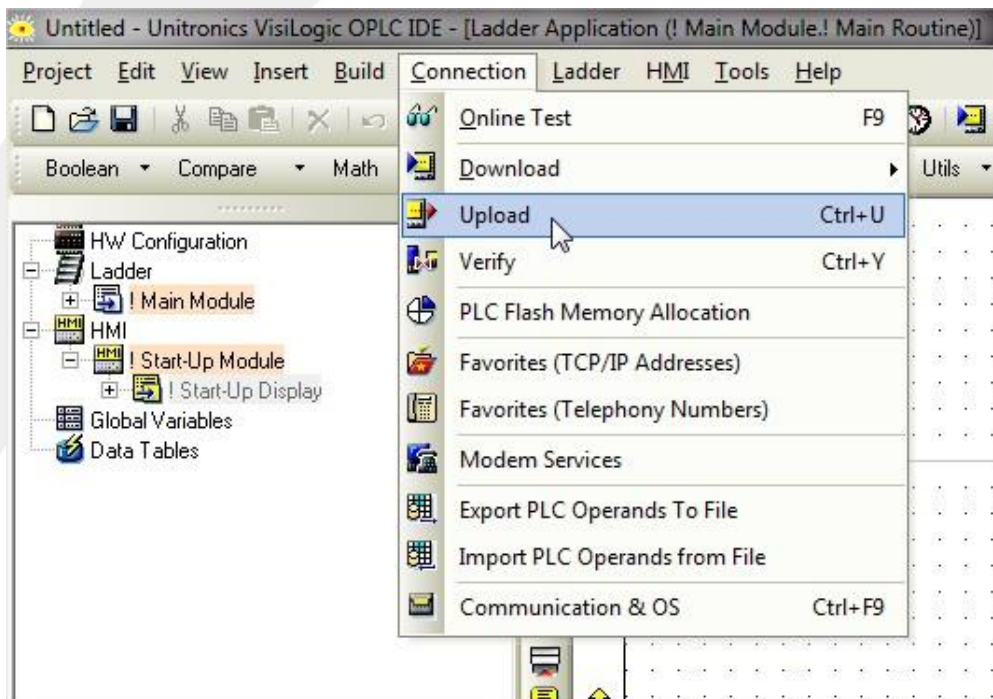 Untitled - Unitronics VisiLogic OPLC IDE - [Ladder Application (! Main Module.! Main Routine)]
Project Edit View Insert Build Connection Ladder HMI Tools Help
Boolean Compare Math Utils
Online Test F9
Download
Upload Ctrl+U
Verify Ctrl+Y
PLC Flash Memory Allocation
Favorites (TCP/IP Addresses)
Favorites (Telephony Numbers)
Modem Services
Export PLC Operands To File
Import PLC Operands from File
Communication & OS Ctrl+F9
HW Configuration
Ladder
! Main Module
HMI HMI
HMI ! Start-Up Module
! Start-Up Display
Global Variables
Data Tables